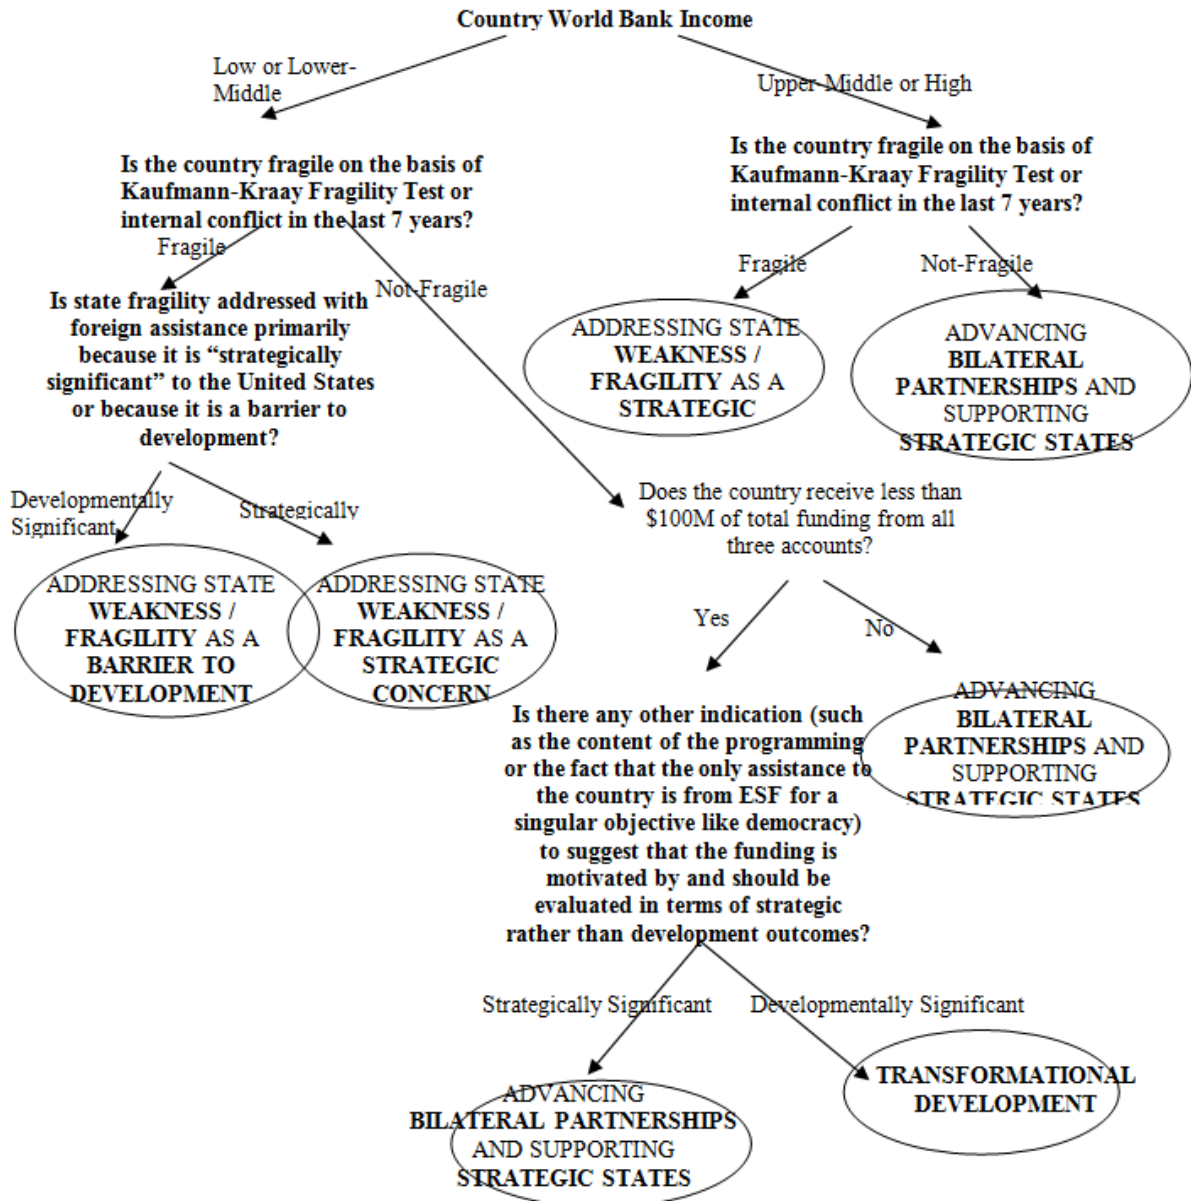 Country World Bank Income
Low or Lower-
Middle
Upper-Middle or High
Is the country fragile on the basis of
Kaufmann-Kraay Fragility Test or
internal conflict in the last 7 years?
Is the country fragile on the basis of
Kaufmann-Kraay Fragility Test or
internal conflict in the last 7 years?
Fragile
Not-Fragile
Fragile
Not-Fragile
Is state fragility addressed with
foreign assistance primarily
because it is “strategically
significant” to the United States
or because it is a barrier to
development?
ADDRESSING STATE
WEAKNESS /
FRAGILITY AS A
STRATEGIC
ADVANCING
BILATERAL
PARTNERSHIPS AND
SUPPORTING
STRATEGIC STATES
Developmentally
Significant
Strategically
Does the country receive less than
$100M of total funding from all
three accounts?
ADDRESSING STATE
WEAKNESS /
FRAGILITY AS A
BARRIER TO
DEVELOPMENT
ADDRESSING STATE
WEAKNESS /
FRAGILITY AS A
STRATEGIC
CONCERN
Yes
No
Is there any other indication (such
as the content of the programming
or the fact that the only assistance to
the country is from ESF for a
singular objective like democracy)
to suggest that the funding is
motivated by and should be
evaluated in terms of strategic
rather than development outcomes?
ADVANCING
BILATERAL
PARTNERSHIPS AND
SUPPORTING
STRATEGIC STATES
Strategically Significant
Developmentally Significant
ADVANCING
BILATERAL PARTNERSHIPS
AND SUPPORTING
STRATEGIC STATES
TRANSFORMATIONAL
DEVELOPMENT